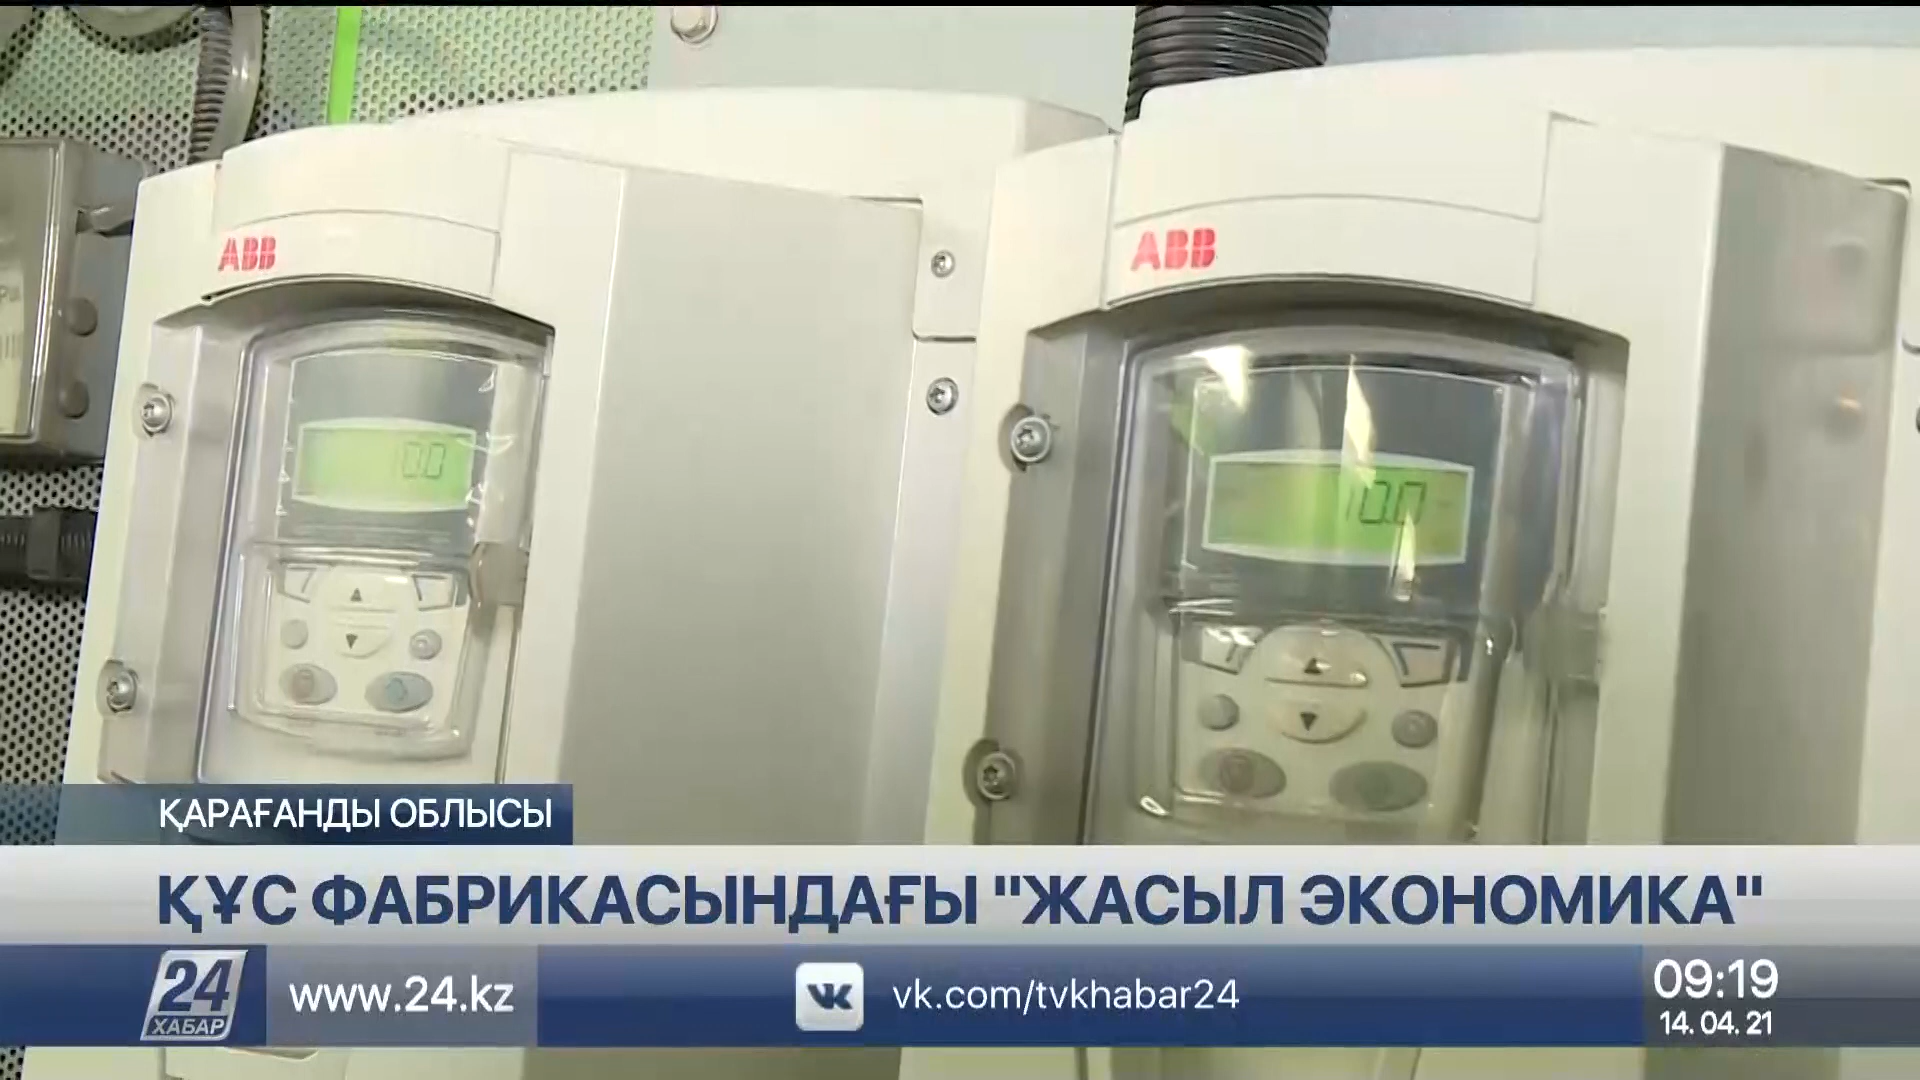 ABB
ABB
10.0
10.0
ҚАРАҒАНДЫ ОБЛЫСЫ
ҚҰС ФАБРИКАСЫНДАҒЫ "ЖАСЫЛ ЭКОНОМИКА"
24
ХАБАР
www.24.kz
vk.com/tvkhabar24
09:19
14. 04. 21